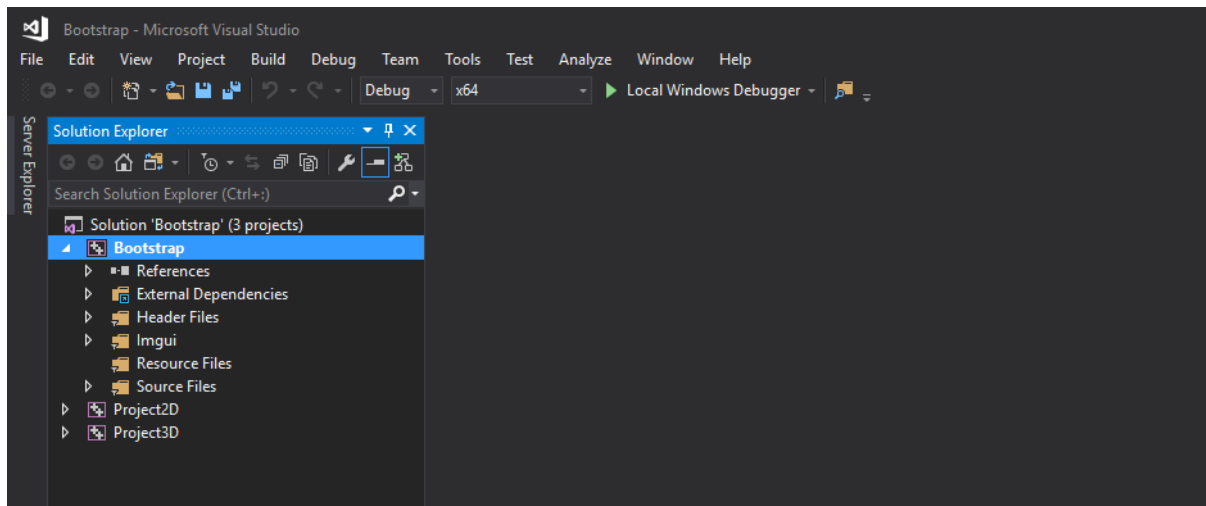 Bootstrap - Microsoft Visual Studio
File Edit View Project Build Debug Team Tools Test Analyze Window Help
Debug x64 Local Windows Debugger
Server Explorer
Solution Explorer
Search Solution Explorer (Ctrl+:)
Solution 'Bootstrap' (3 projects)
Bootstrap
References
External Dependencies
Header Files
Imgui
Resource Files
Source Files
Project2D
Project3D